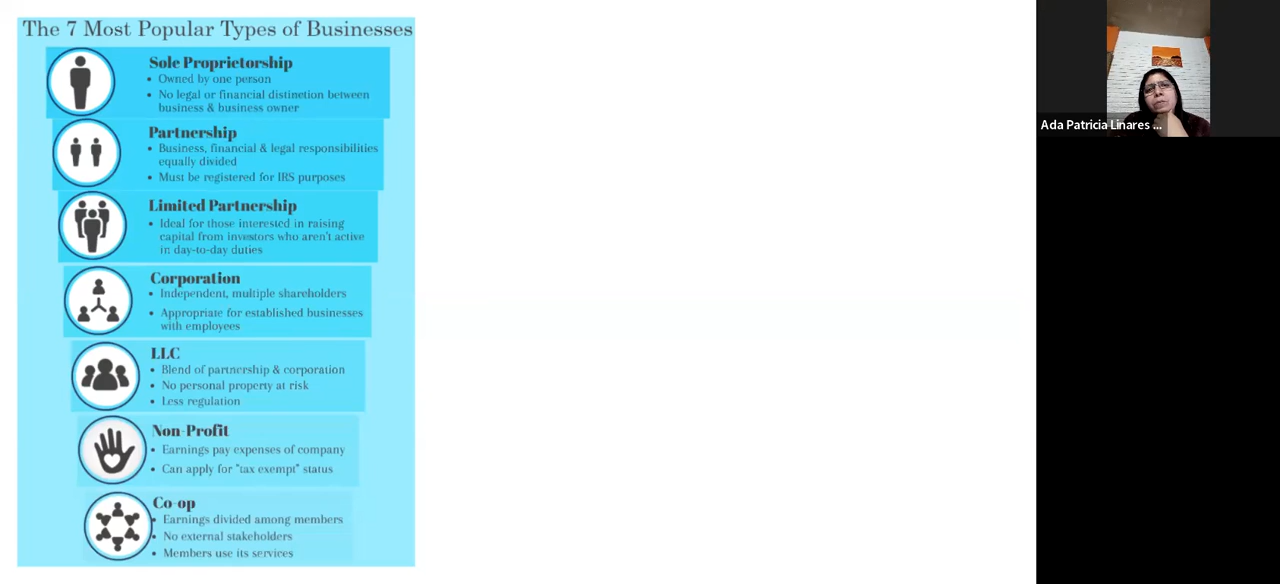 The 7 Most Popular Types of Businesses
Sole Proprietorship
• Owned by one person
• No legal or financial distinction between
business & business owner
Partnership
• Business, financial & legal responsibilities
equally divided
• Must be registered for IRS purposes
Limited Partnership
• Ideal for those interested in raising
capital from investors who aren't active
in day-to-day duties
Corporation
• Independent, multiple shareholders
• Appropriate for established businesses
with employees
LLC
• Blend of partnership & corporation
• No personal property at risk
• Less regulation
Non-Profit
• Earnings pay expenses of company
• Can apply for "tax exempt" status
Co-op
• Earnings divided among members
• No external stakeholders
• Members use its services
Ada Patricia Linares ...